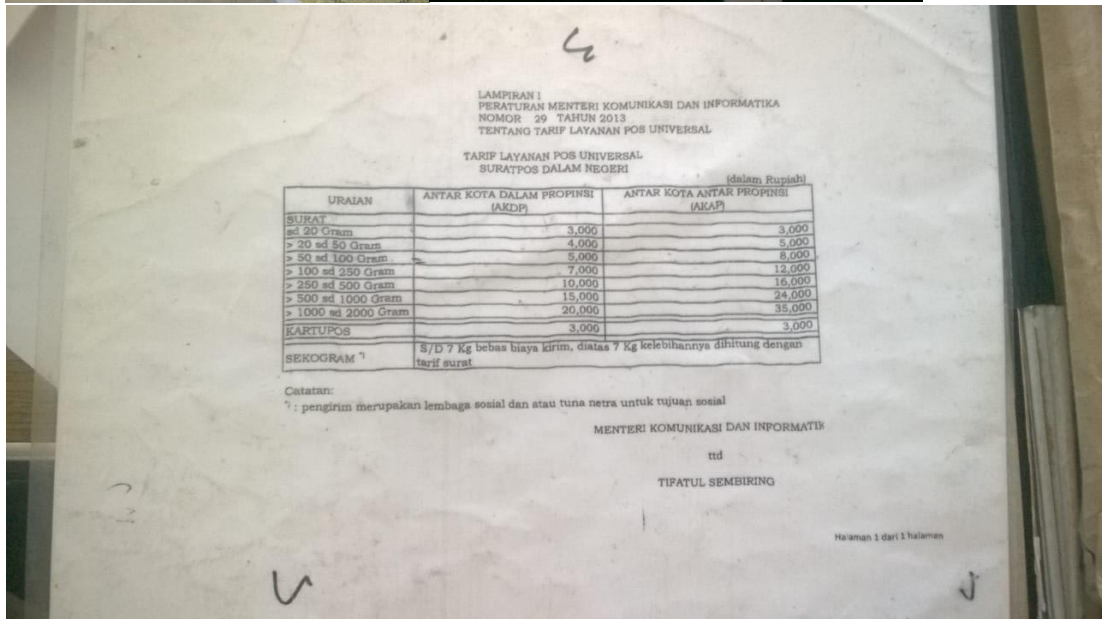 LAMPIRAN I
PERATURAN MENTERI KOMUNIKASI DAN INFORMATIKA
NOMOR 29 TAHUN 2013
TENTANG TARIF LAYANAN POS UNIVERSAL
TARIF LAYANAN POS UNIVERSAL
SURATPOS DALAM NEGERI
(dalam Rupiah)
URAIAN ANTAR KOTA DALAM PROPINSI (AKDP) ANTAR KOTA ANTAR PROPINSI (AKAP)
SURAT
sd 20 Gram 3,000 3,000
> 20 sd 50 Gram 4,000 5,000
> 50 sd 100 Gram 5,000 8,000
> 100 sd 250 Gram 7,000 12,000
> 250 sd 500 Gram 10,000 16,000
> 500 sd 1000 Gram 15,000 24,000
> 1000 sd 2000 Gram 20,000 35,000
KARTUPOS 3,000 3,000
SEKOGRAM *) S/D 7 Kg bebas biaya kirim, diatas 7 Kg kelebihannya dihitung dengan
tarif surat
Catatan:
*) : pengirim merupakan lembaga sosial dan atau tuna netra untuk tujuan sosial
MENTERI KOMUNIKASI DAN INFORMATIK
ttd
TIFATUL SEMBIRING
Halaman 1 dari 1 halaman